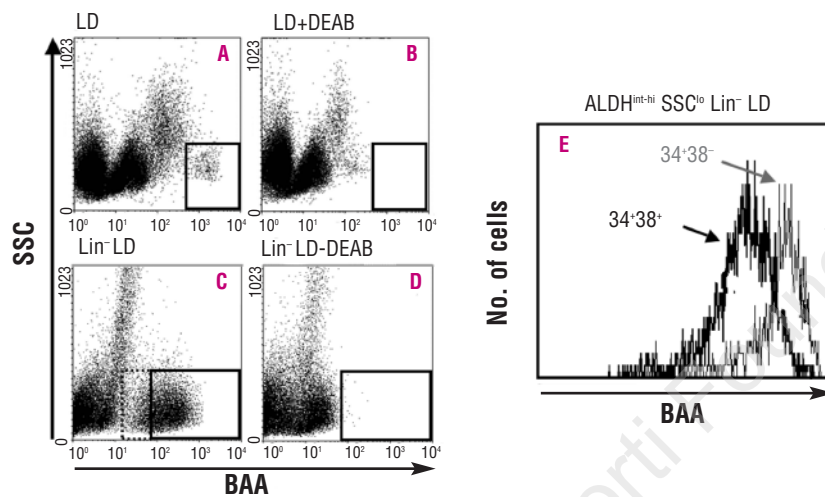 LD
LD+DEAB
A
B
1023
0
10⁰ 10¹ 10² 10³ 10⁴
1023
0
10⁰ 10¹ 10² 10³ 10⁴
Lin⁻ LD
Lin⁻ LD-DEAB
C
D
1023
0
10⁰ 10¹ 10² 10³ 10⁴
1023
0
10⁰ 10¹ 10² 10³ 10⁴
SSC
BAA
ALDHⁱⁿᵗ⁻ʰⁱ SSCˡᵒ Lin⁻ LD
E
34⁺38⁻
34⁺38⁺
No. of cells
BAA